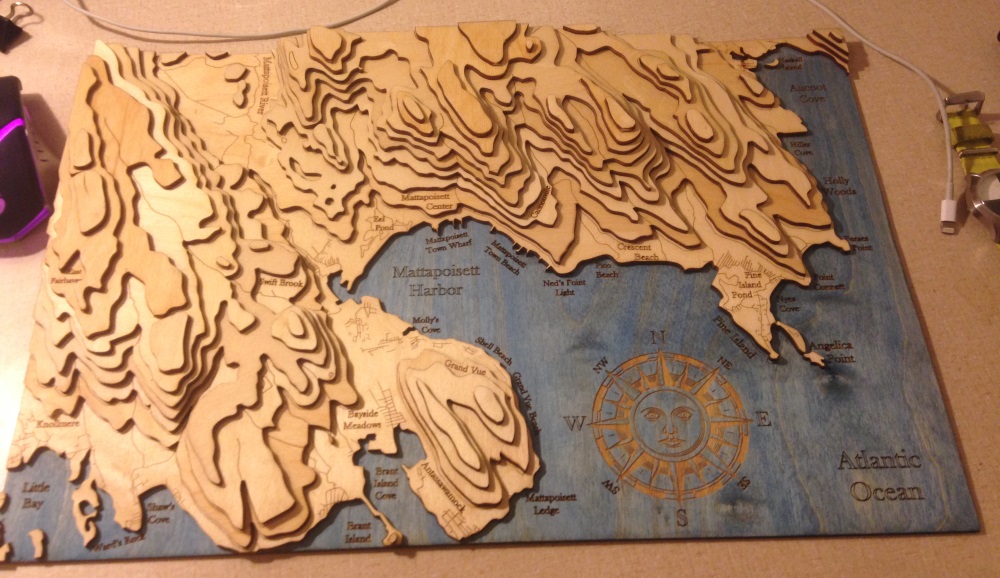 Mattapoisett River
Aucoot
Cove
Hiller
Cove
Holly
Woods
Mattapoisett
Center
Eel
Pond
Mattapoisett
Town Wharf
Mattapoisett
Town Beach
Crescent
Beach
Point
Ned's Point
Light
Mattapoisett
Harbor
Swift Brook
Pine
Island
Pond
Pine Island
Angelica
Point
Molly's
Cove
Shell Beach
Grand Vue
Grand Vue Beach
N
NE
E
S
SW
W
NW
Bayside
Meadows
Knollmere
Antassawamock
Brant
Island
Cove
Brant
Island
Mattapoisett
Ledge
Little
Bay
Shaw's
Cove
Atlantic
Ocean